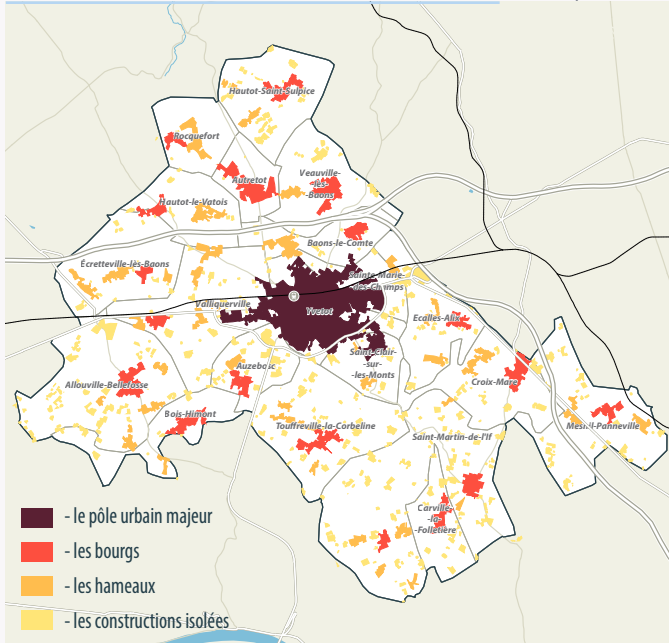 Hautot-Saint-Sulpice
Rocquefort
Autretot
Veauville-
lès-
-Baons
Hautot-le-Vatois
Baons-le-Comte
Écretteville-lès-Baons
Sainte-Marie-
-des-Champs
Valliquerville
Yvetot
Ecalles-Alix
Saint-Clair-
-sur-
-les-Monts
Auzebosc
Allouville-Bellefosse
Croix-Mare
Bois-Himont
Touffreville-la-Corbeline
Mesnil-Panneville
Saint-Martin-de-l'If
Carville-
-la-
-Folletière
- le pôle urbain majeur
- les bourgs
- les hameaux
- les constructions isolées